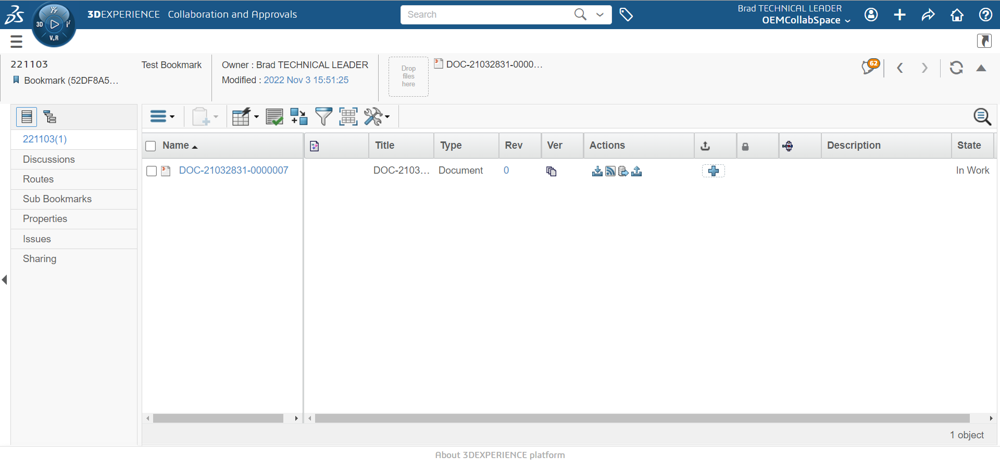 3DEXPERIENCE Collaboration and Approvals
Search
Brad TECHNICAL LEADER
OEMCollabSpace
3D
V.R
221103
Test Bookmark
Bookmark (52DF8A5...
Owner : Brad TECHNICAL LEADER
Modified : 2022 Nov 3 15:51:25
Drop
files
here
DOC-21032831-0000...
62
221103(1)
Discussions
Routes
Sub Bookmarks
Properties
Issues
Sharing
Name Title Type Rev Ver Actions Description State
DOC-21032831-0000007 DOC-2103... Document 0 In Work
1 object
About 3DEXPERIENCE platform